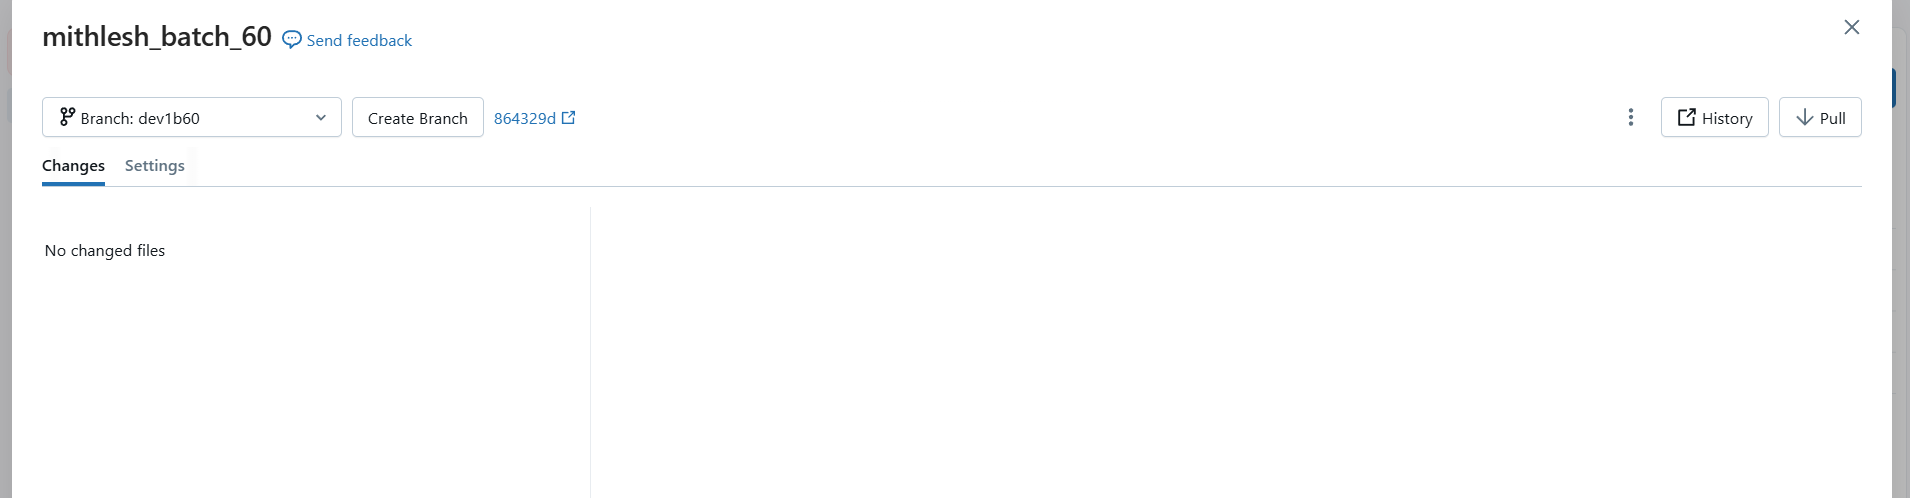 mithlesh_batch_60 Send feedback
Branch: dev1b60 Create Branch 864329d History Pull
Changes Settings
No changed files